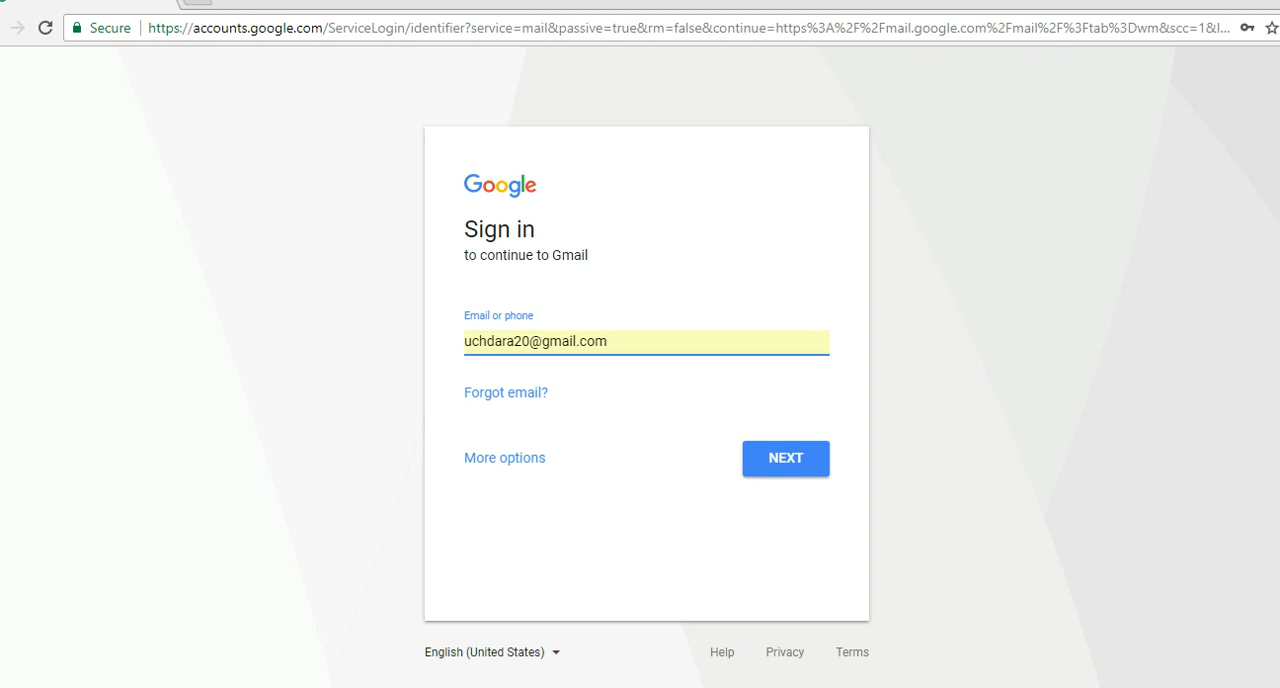 Secure https://accounts.google.com/ServiceLogin/identifier?service=mail&passive=true&rm=false&continue=https%3A%2F%2Fmail.google.com%2Fmail%2F%3Ftab%3Dwm&scc=1&l...
Google
Sign in
to continue to Gmail
Email or phone
uchdara20@gmail.com
Forgot email?
More options NEXT
English (United States) Help Privacy Terms